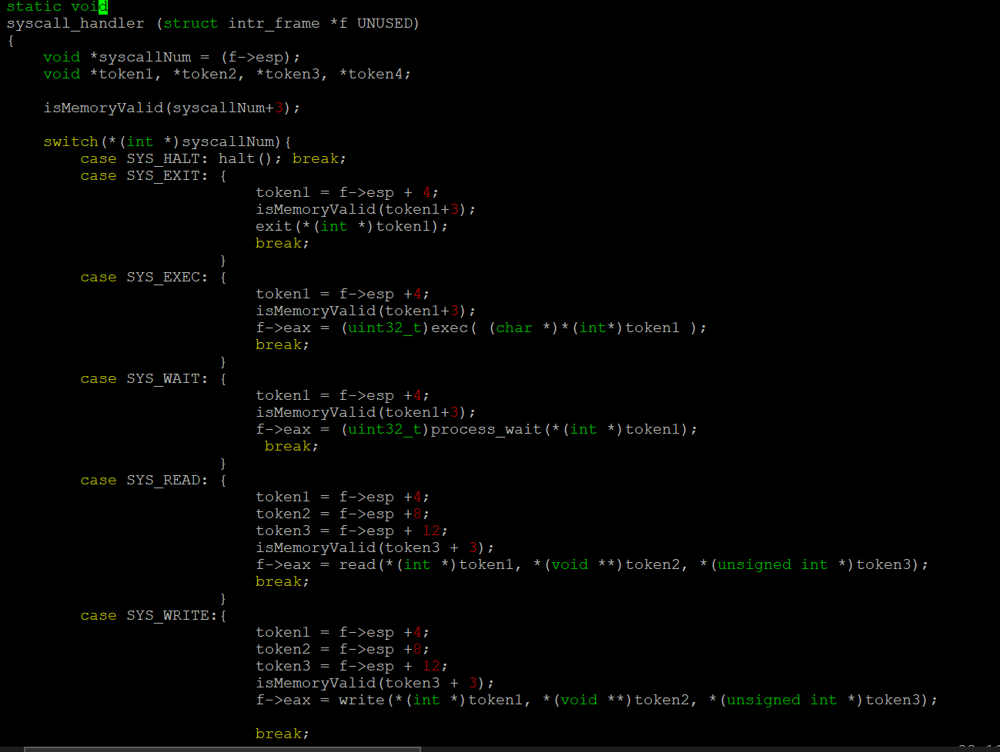 static void
syscall_handler (struct intr_frame *f UNUSED)
{
    void *syscallNum = (f->esp);
    void *token1, *token2, *token3, *token4;

    isMemoryValid(syscallNum+3);

    switch(*(int *)syscallNum){
        case SYS_HALT: halt(); break;
        case SYS_EXIT: {
                           token1 = f->esp + 4;
                           isMemoryValid(token1+3);
                           exit(*(int *)token1);
                           break;
                       }
        case SYS_EXEC: {
                           token1 = f->esp +4;
                           isMemoryValid(token1+3);
                           f->eax = (uint32_t)exec( (char *)*(int*)token1 );
                           break;
                       }
        case SYS_WAIT: {
                           token1 = f->esp +4;
                           isMemoryValid(token1+3);
                           f->eax = (uint32_t)process_wait(*(int *)token1);
                            break;
                       }
        case SYS_READ: {
                           token1 = f->esp +4;
                           token2 = f->esp +8;
                           token3 = f->esp + 12;
                           isMemoryValid(token3 + 3);
                           f->eax = read(*(int *)token1, *(void **)token2, *(unsigned int *)token3);
                           break;
                       }
        case SYS_WRITE:{
                           token1 = f->esp +4;
                           token2 = f->esp +8;
                           token3 = f->esp + 12;
                           isMemoryValid(token3 + 3);
                           f->eax = write(*(int *)token1, *(void **)token2, *(unsigned int *)token3);

                           break;